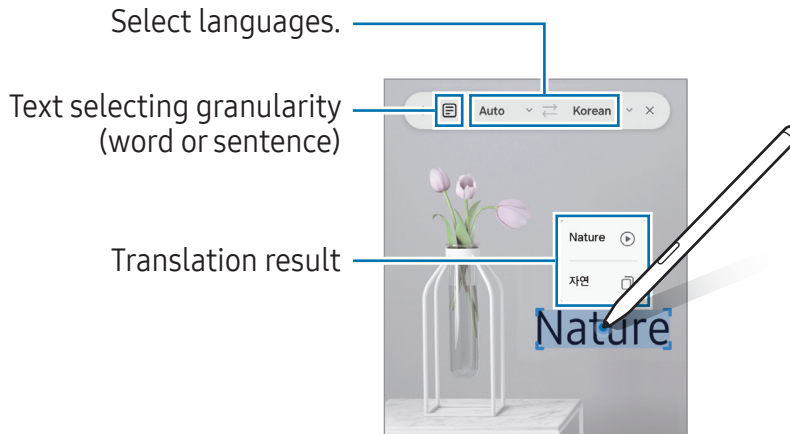 Select languages.
Text selecting granularity
(word or sentence)
Translation result
Auto
Korean
Nature
자연
Nature